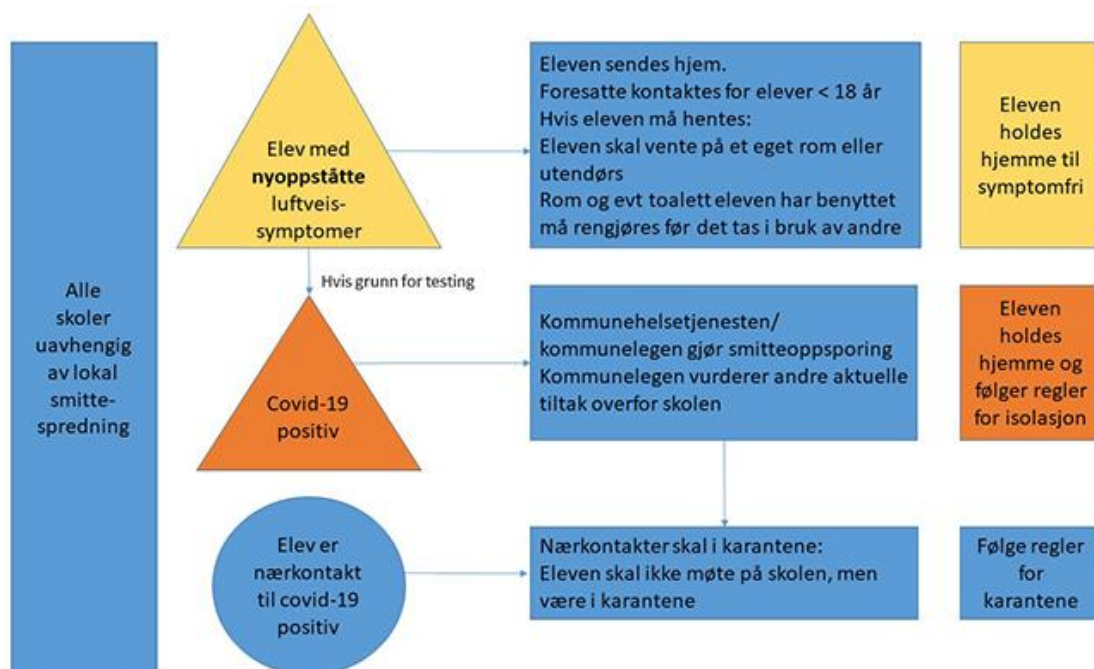 Alle
skoler
uavhengig
av lokal
smitte-
spredning
Elev med
nyoppståtte
luftveis-
symptomer
Eleven sendes hjem.
Foresatte kontaktes for elever < 18 år
Hvis eleven må hentes:
Eleven skal vente på et eget rom eller
utendørs
Rom og evt toalett eleven har benyttet
må rengjøres før det tas i bruk av andre
Eleven
holdes
hjemme til
symptomfri
Hvis grunn for testing
Covid-19
positiv
Kommunehelsetjenesten/
kommunelegen gjør smitteoppsporing
Kommunelegen vurderer andre aktuelle
tiltak overfor skolen
Eleven
holdes
hjemme og
følger regler
for isolasjon
Elev er
nærkontakt
til covid-19
positiv
Nærkontakter skal i karantene:
Eleven skal ikke møte på skolen, men
være i karantene
Følge regler
for
karantene